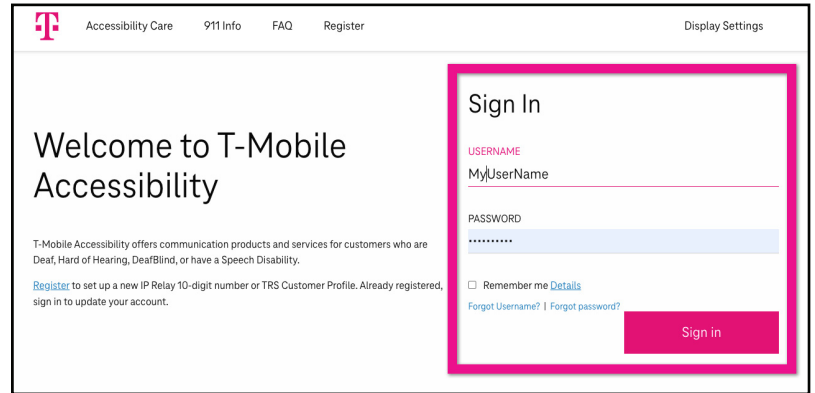 T Accessibility Care 911 Info FAQ Register Display Settings
Welcome to T-Mobile
Accessibility
T-Mobile Accessibility offers communication products and services for customers who are
Deaf, Hard of Hearing, DeafBlind, or have a Speech Disability.
Register to set up a new IP Relay 10-digit number or TRS Customer Profile. Already registered,
sign in to update your account.
Sign In
USERNAME
MyUserName
PASSWORD
••••••••••
Remember me Details
Forgot Username? | Forgot password?
Sign in